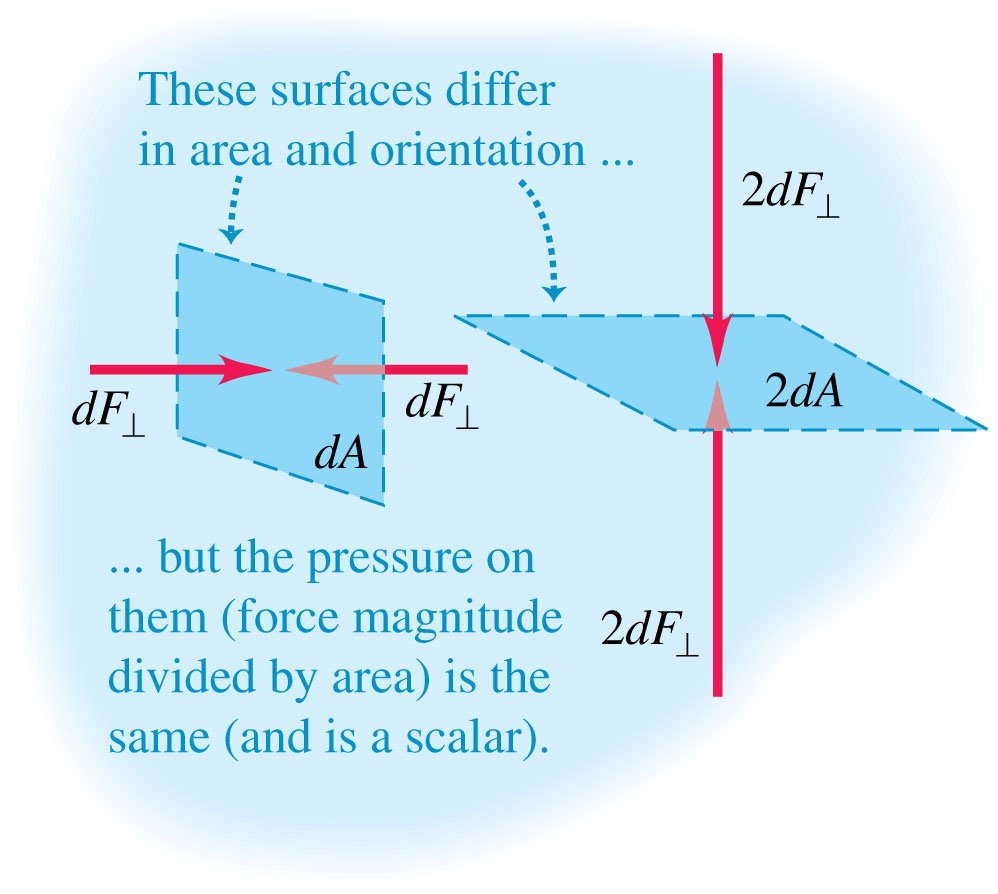 These surfaces differ
in area and orientation ...
2dF⊥
dF⊥
dF⊥
dA
2dA
... but the pressure on
them (force magnitude
divided by area) is the
same (and is a scalar).
2dF⊥